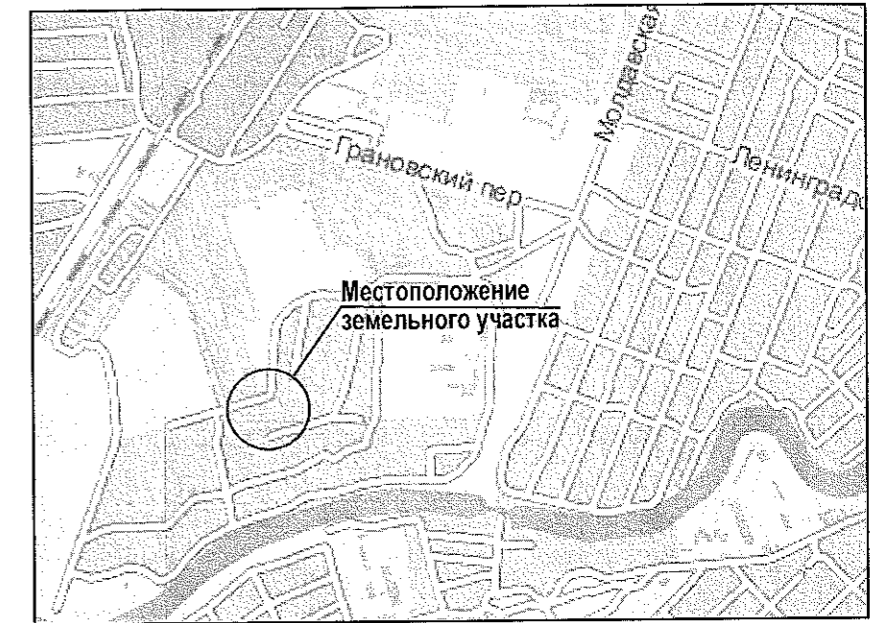 Молдавская
Грановский пер
Ленинград
Местоположение
земельного участка